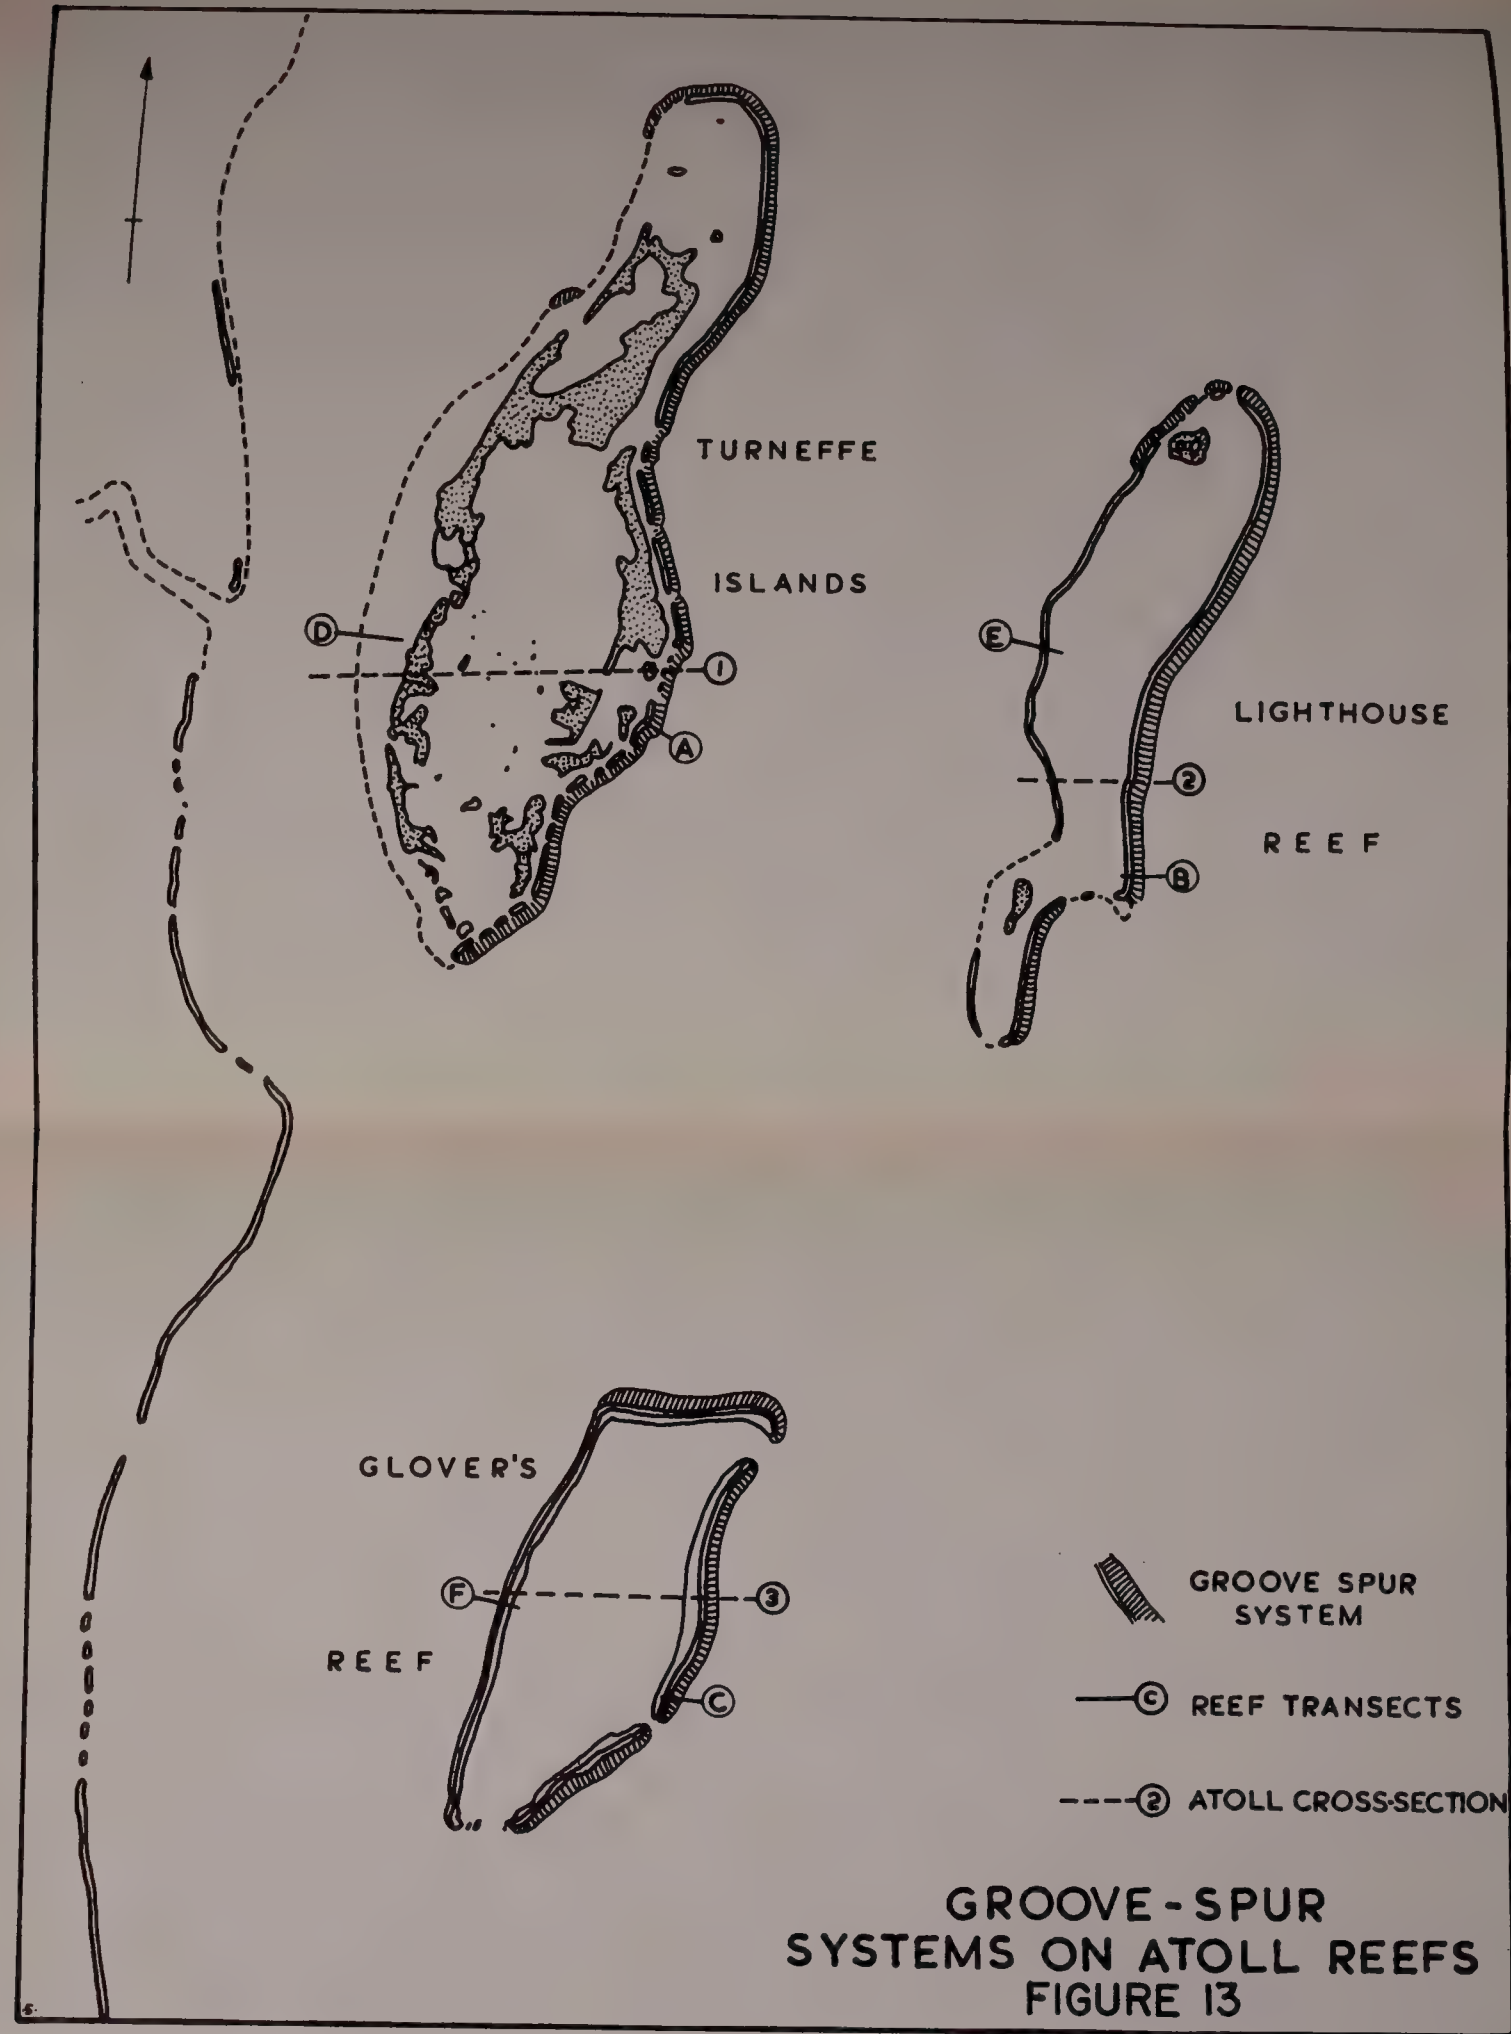 TURNEFFE
ISLANDS
D
1
A
E
LIGHTHOUSE
2
REEF
B
GLOVER'S
F
3
REEF
C
GROOVE SPUR
SYSTEM
C REEF TRANSECTS
2 ATOLL CROSS-SECTION
GROOVE-SPUR
SYSTEMS ON ATOLL REEFS
FIGURE 13